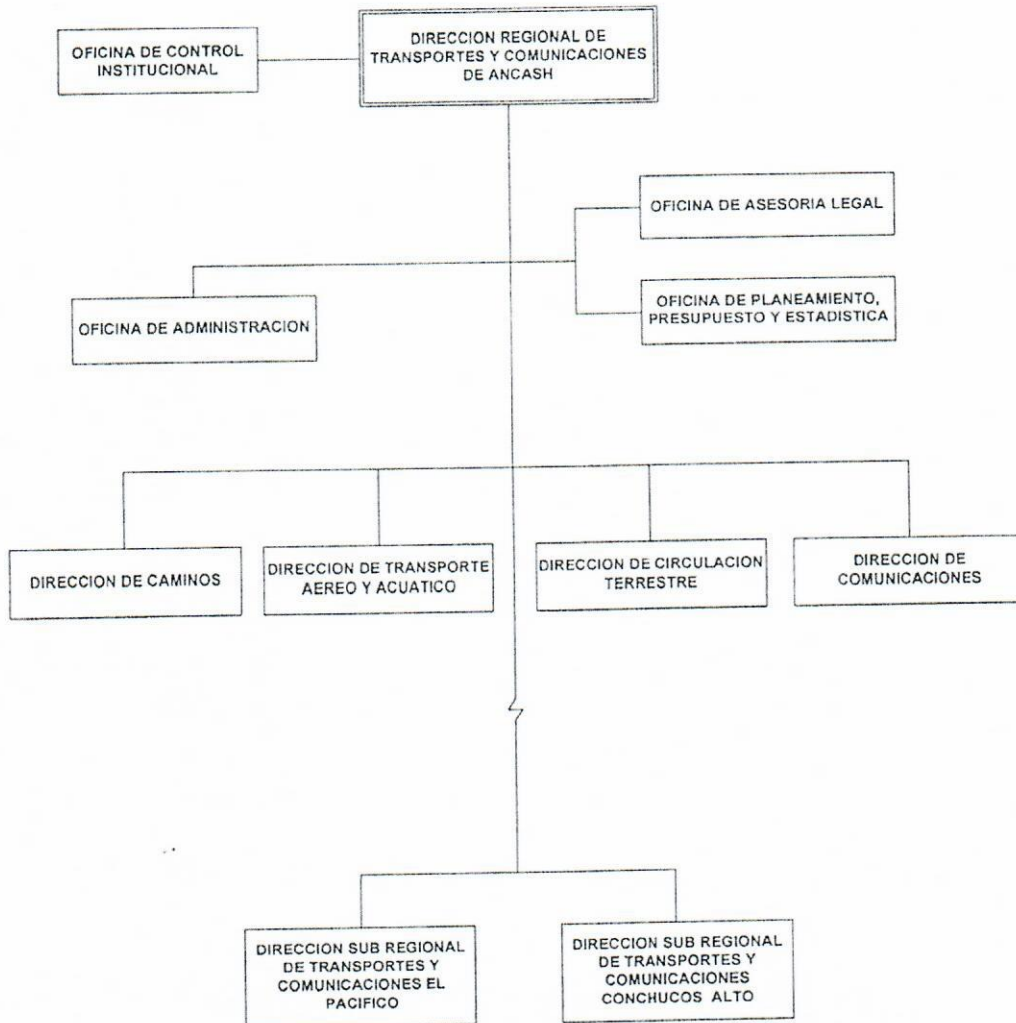 OFICINA DE CONTROL
INSTITUCIONAL
DIRECCION REGIONAL DE
TRANSPORTES Y COMUNICACIONES
DE ANCASH
OFICINA DE ASESORIA LEGAL
OFICINA DE ADMINISTRACION
OFICINA DE PLANEAMIENTO,
PRESUPUESTO Y ESTADISTICA
DIRECCION DE CAMINOS
DIRECCION DE TRANSPORTE
AEREO Y ACUATICO
DIRECCION DE CIRCULACION
TERRESTRE
DIRECCION DE
COMUNICACIONES
DIRECCION SUB REGIONAL
DE TRANSPORTES Y
COMUNICACIONES EL
PACIFICO
DIRECCION SUB REGIONAL
DE TRANSPORTES Y
COMUNICACIONES
CONCHUCOS ALTO